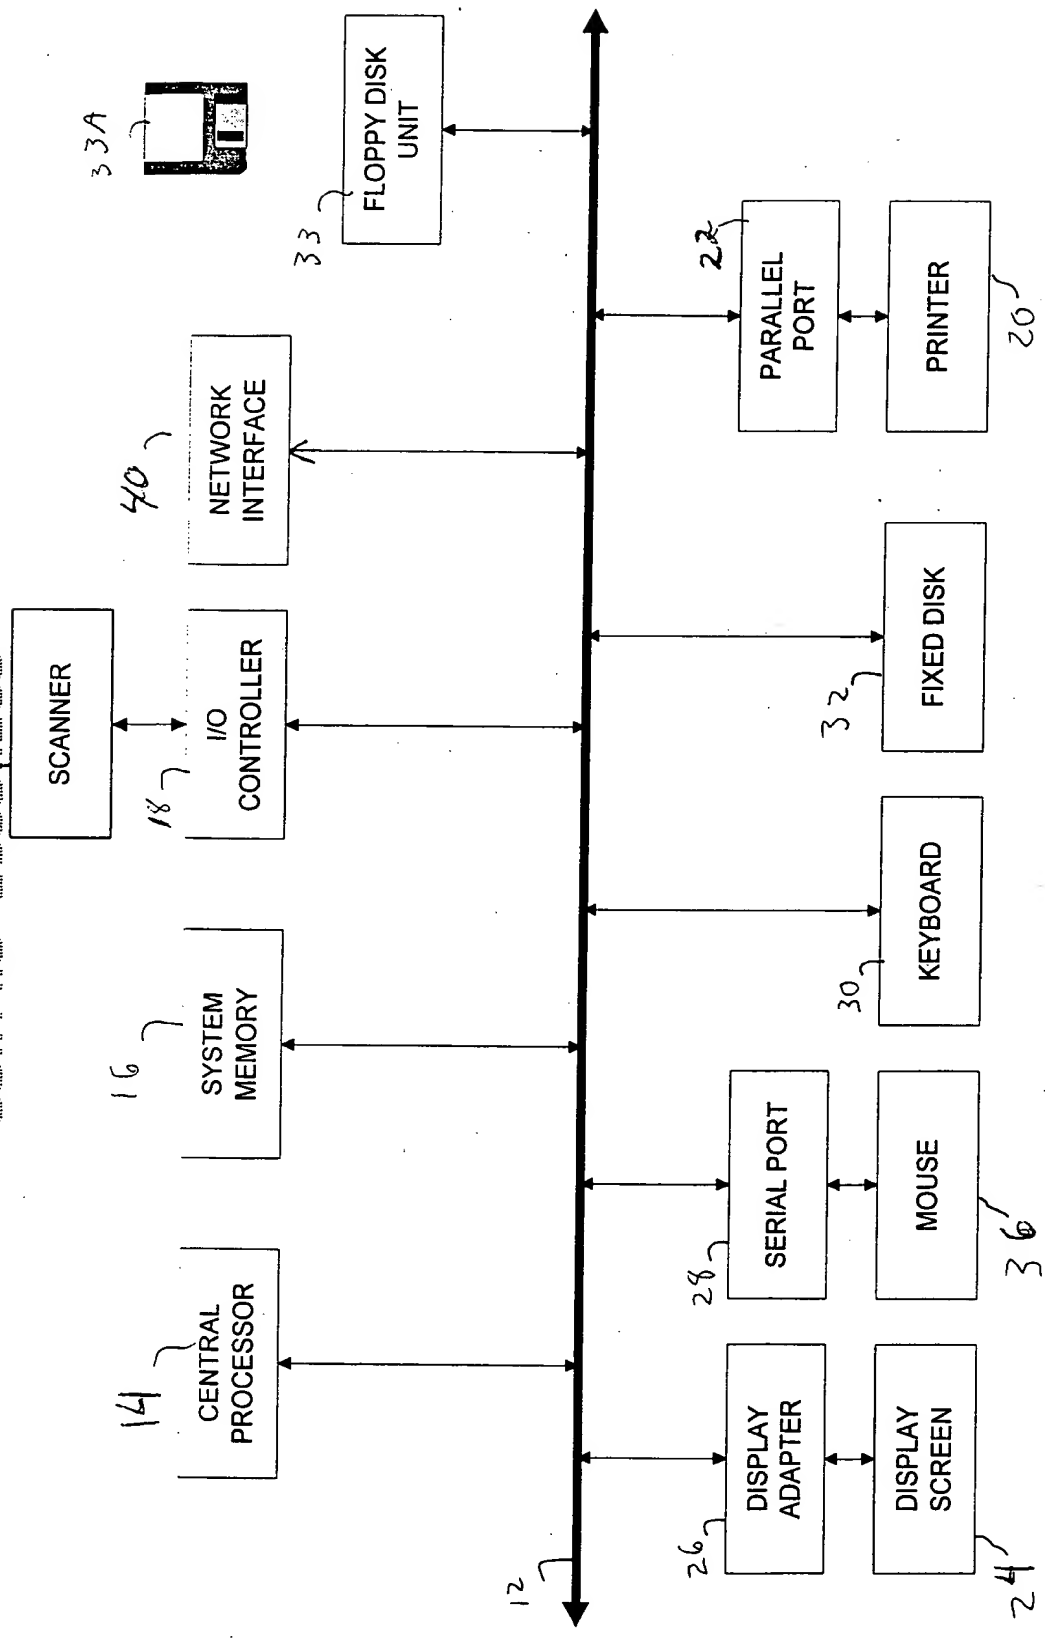 SCANNER
33A
14
16
18
40
CENTRAL
PROCESSOR
SYSTEM
MEMORY
I/O
CONTROLLER
NETWORK
INTERFACE
33
FLOPPY DISK
UNIT
12
26
DISPLAY
ADAPTER
28
SERIAL PORT
22
PARALLEL
PORT
30
32
DISPLAY
SCREEN
MOUSE
KEYBOARD
FIXED DISK
PRINTER
24
36
20